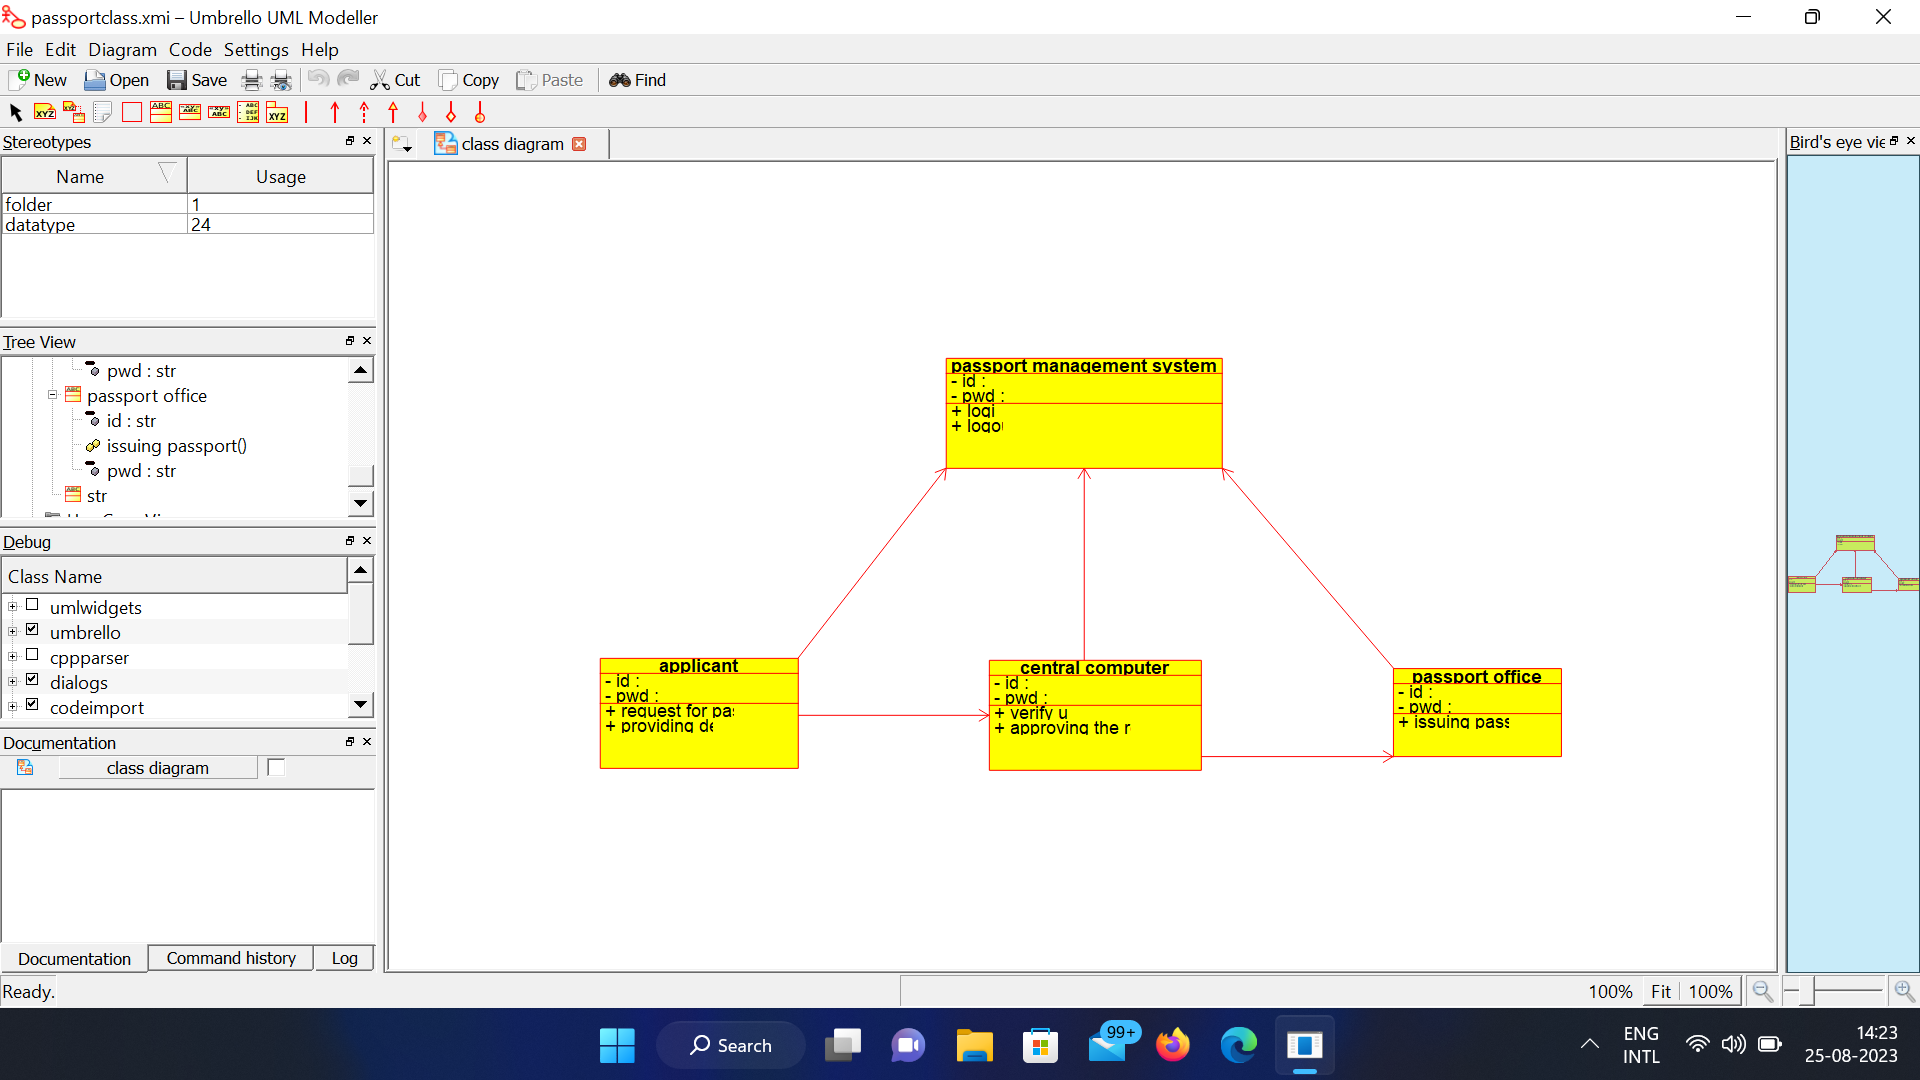 passportclass.xmi – Umbrello UML Modeller
File Edit Diagram Code Settings Help
New Open Save Cut Copy Paste Find
Stereotypes
Name Usage
folder 1
datatype 24
Tree View
pwd : str
passport office
id : str
issuing passport()
pwd : str
str
Debug
Class Name
umlwidgets
umbrello
cppparser
dialogs
codeimport
Documentation
class diagram
Documentation Command history Log
Ready.
class diagram
passport management system
- id :
- pwd :
+ logi
+ logo
applicant
- id :
- pwd :
+ request for pa
+ providing de
central computer
- id :
- pwd :
+ verify u
+ approving the r
passport office
- id :
- pwd :
+ issuing pass
Bird's eye vie
100% Fit 100%
Search
99+
ENG
INTL
14:23
25-08-2023